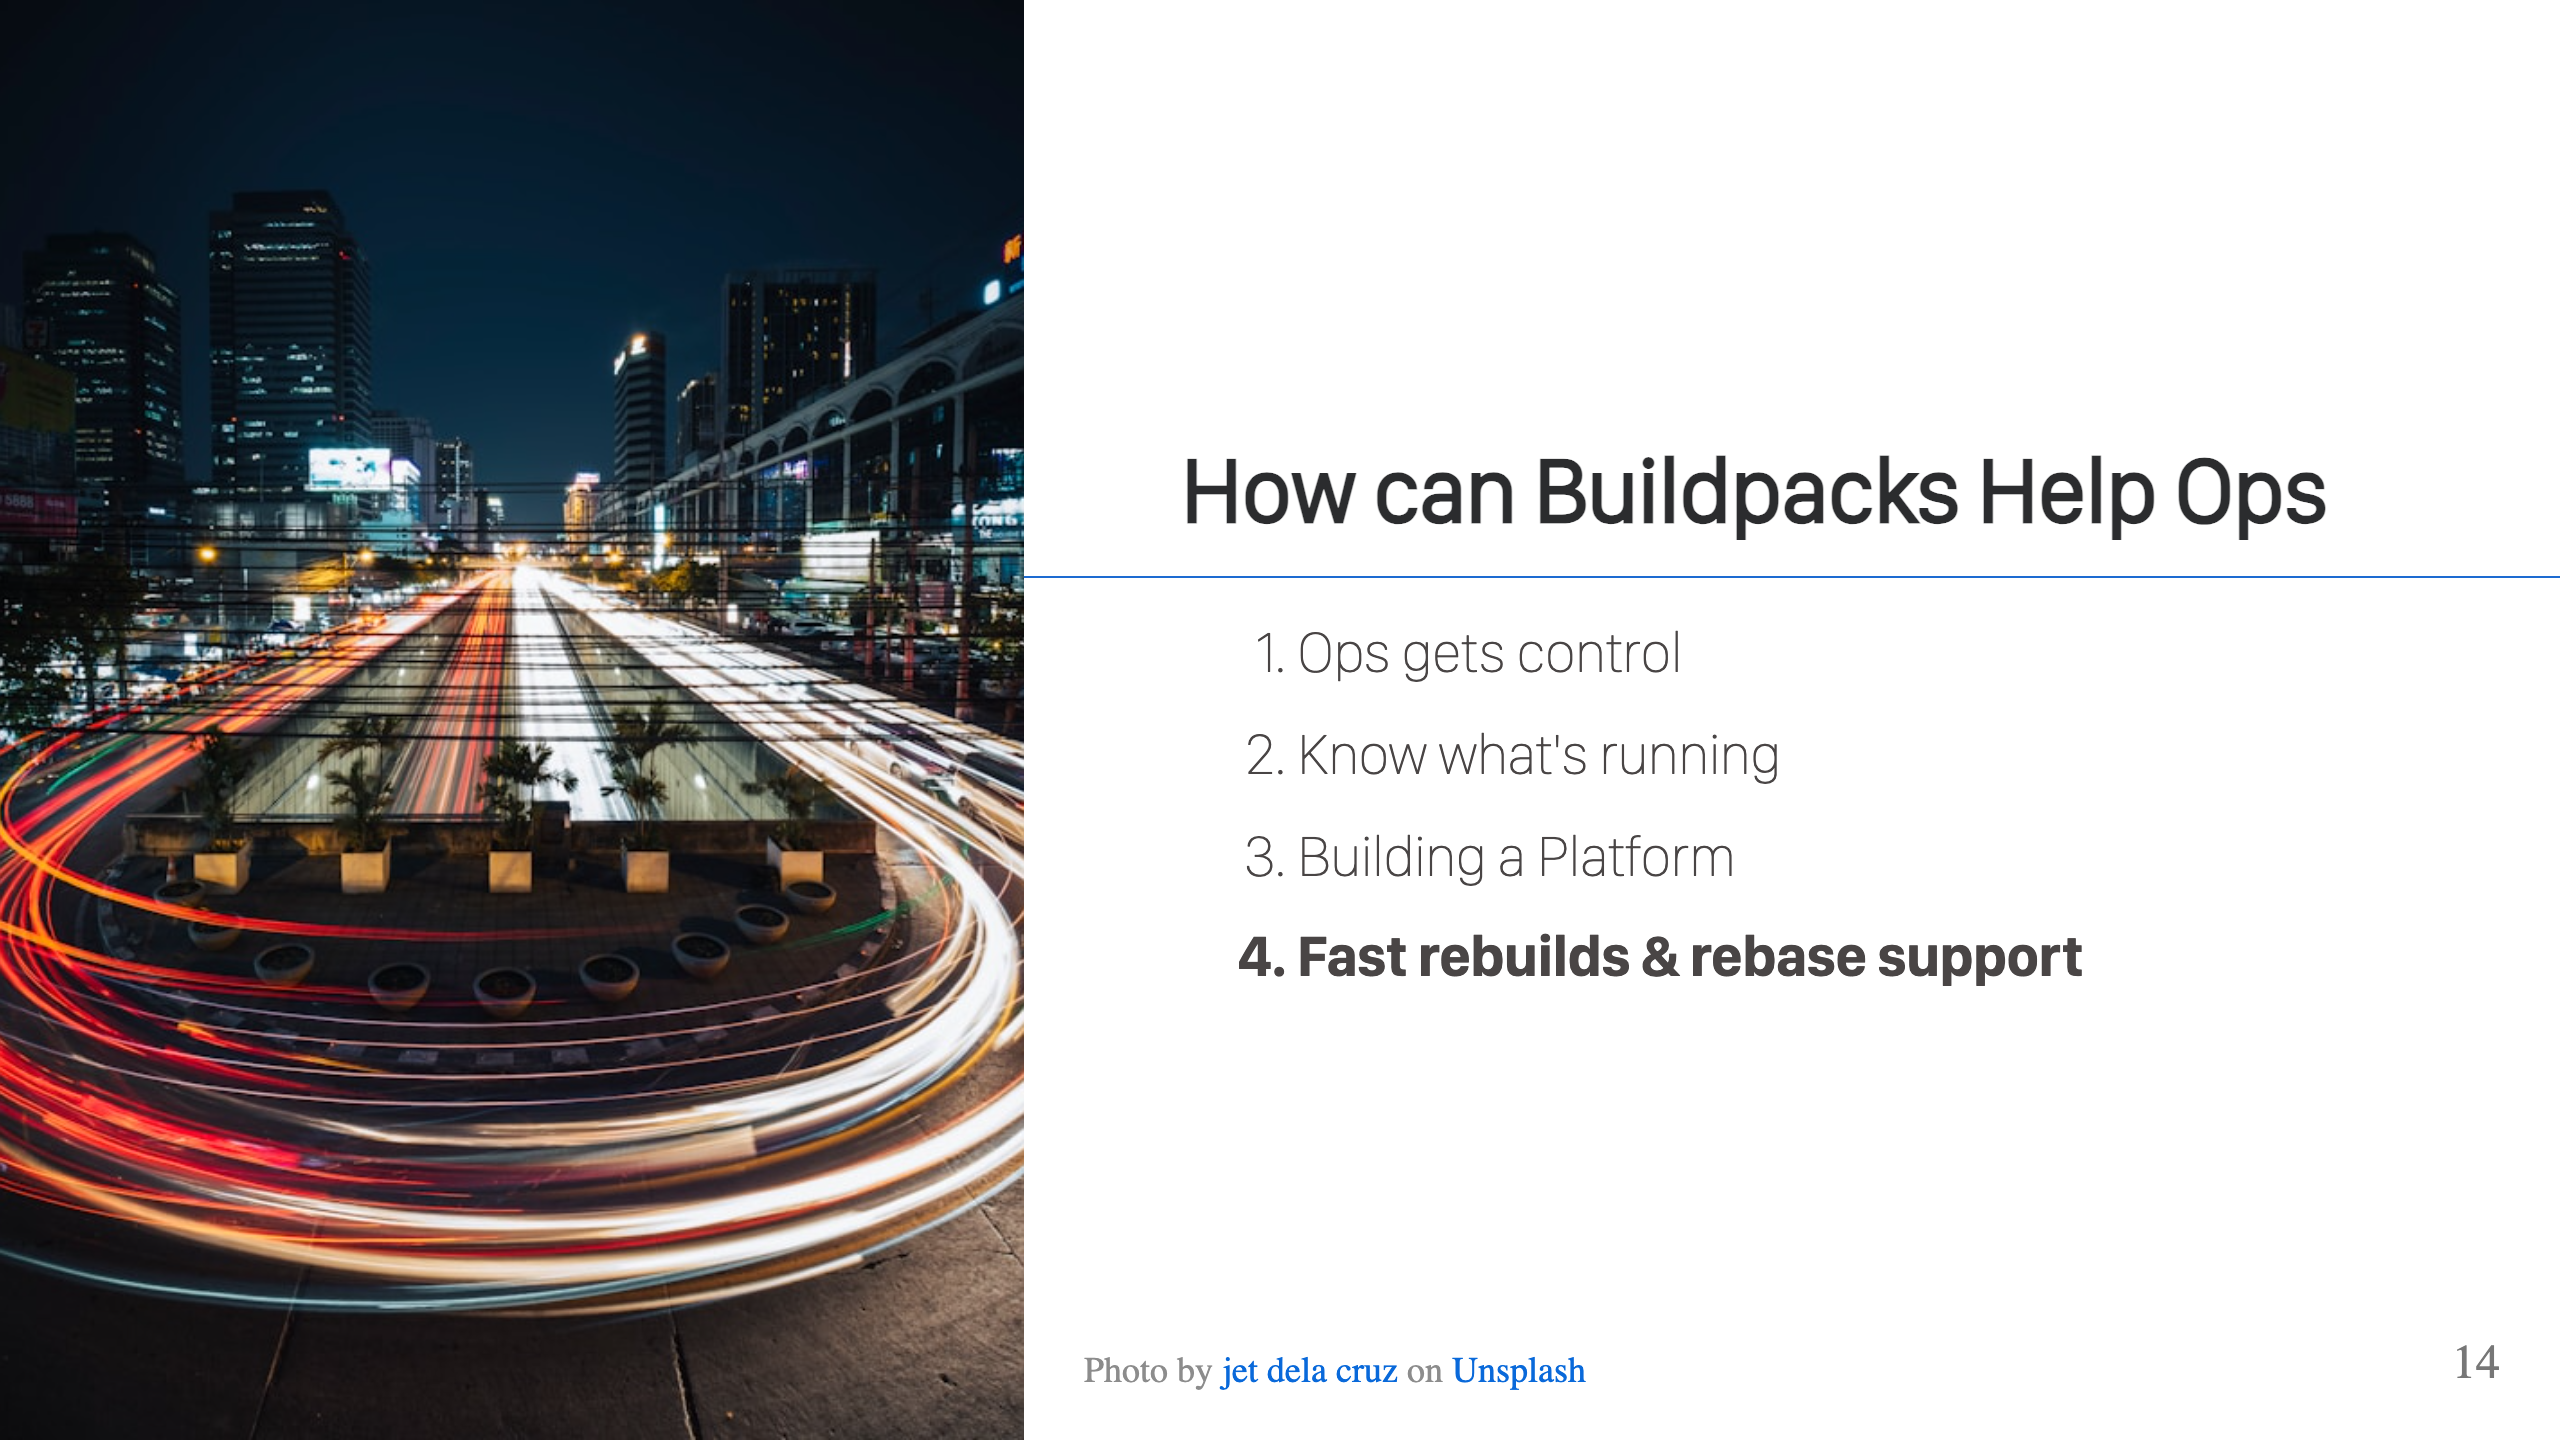 How can Buildpacks Help Ops
1. Ops gets control
2. Know what's running
3. Building a Platform
4. Fast rebuilds & rebase support
Photo by jet dela cruz on Unsplash
14
5888